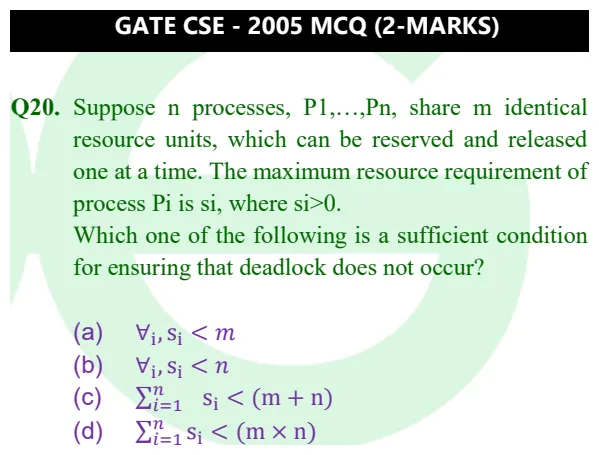 GATE CSE - 2005 MCQ (2-MARKS)
Q20. Suppose n processes, P1,…,Pn, share m identical
resource units, which can be reserved and released
one at a time. The maximum resource requirement of
process Pi is si, where si>0.
Which one of the following is a sufficient condition
for ensuring that deadlock does not occur?
(a) ∀ᵢ, sᵢ < m
(b) ∀ᵢ, sᵢ < n
(c) ∑ⁿᵢ₌₁ sᵢ < (m + n)
(d) ∑ⁿᵢ₌₁ sᵢ < (m × n)